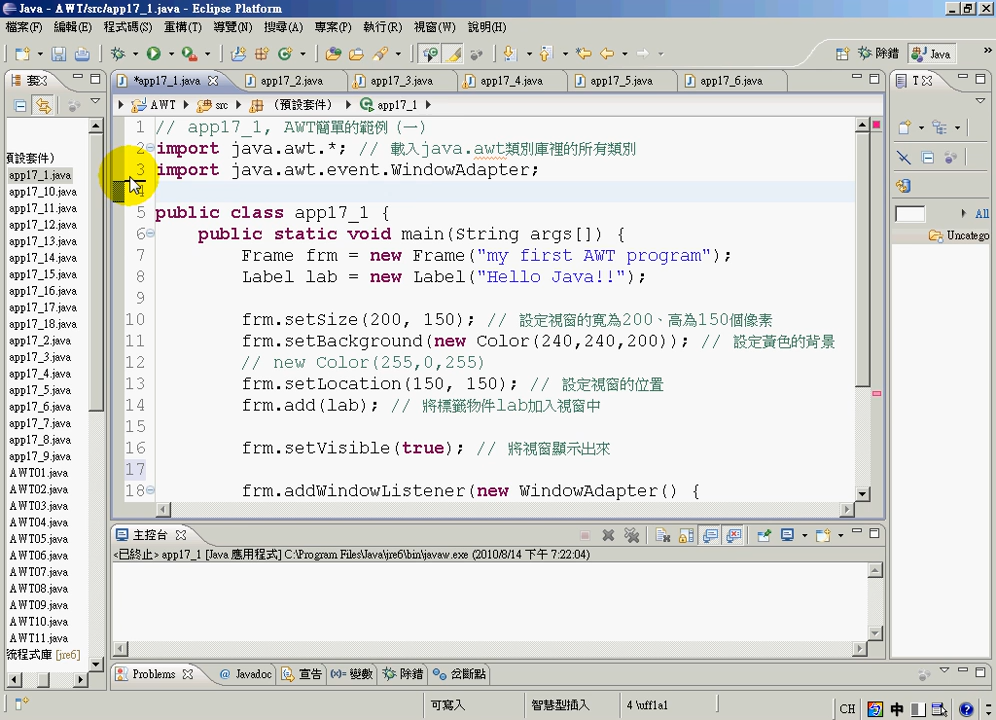 Java - AWT/src/app17_1.java - Eclipse Platform
檔案(F) 編輯(E) 程式碼(S) 重構(T) 導覽(N) 搜尋(A) 專案(P) 執行(R) 視窗(W) 說明(H)
除錯 Java
套
*app17_1.java app17_2.java app17_3.java app17_4.java app17_5.java app17_6.java
T
AWT src (預設套件) app17_1
預設套件)
app17_1.java
app17_10.java
app17_11.java
app17_12.java
app17_13.java
app17_14.java
app17_15.java
app17_16.java
app17_17.java
app17_18.java
app17_2.java
app17_3.java
app17_4.java
app17_5.java
app17_6.java
app17_7.java
app17_8.java
app17_9.java
AWT01.java
AWT02.java
AWT03.java
AWT04.java
AWT05.java
AWT06.java
AWT07.java
AWT08.java
AWT09.java
AWT10.java
AWT11.java
統程式庫 [jre6]
1 // app17_1, AWT簡單的範例 (一)
2 import java.awt.*; // 載入java.awt類別庫裡的所有類別
3 import java.awt.event.WindowAdapter;
4
5 public class app17_1 {
6 public static void main(String args[]) {
7 Frame frm = new Frame("my first AWT program");
8 Label lab = new Label("Hello Java!!");
9
10 frm.setSize(200, 150); // 設定視窗的寬為200、高為150個像素
11 frm.setBackground(new Color(240,240,200)); // 設定黃色的背景
12 // new Color(255,0,255)
13 frm.setLocation(150, 150); // 設定視窗的位置
14 frm.add(lab); // 將標籤物件lab加入視窗中
15
16 frm.setVisible(true); // 將視窗顯示出來
17
18 frm.addWindowListener(new WindowAdapter() {
All
Uncatego
主控台
<已終止> app17_1 [Java 應用程式] C:\Program Files\Java\jre6\bin\javaw.exe (2010/8/14 下午 7:22:04)
Problems @ Javadoc 宣告 (x)= 變數 除錯 岔斷點
可寫入 智慧型插入 4 \uff1a1
CH 中